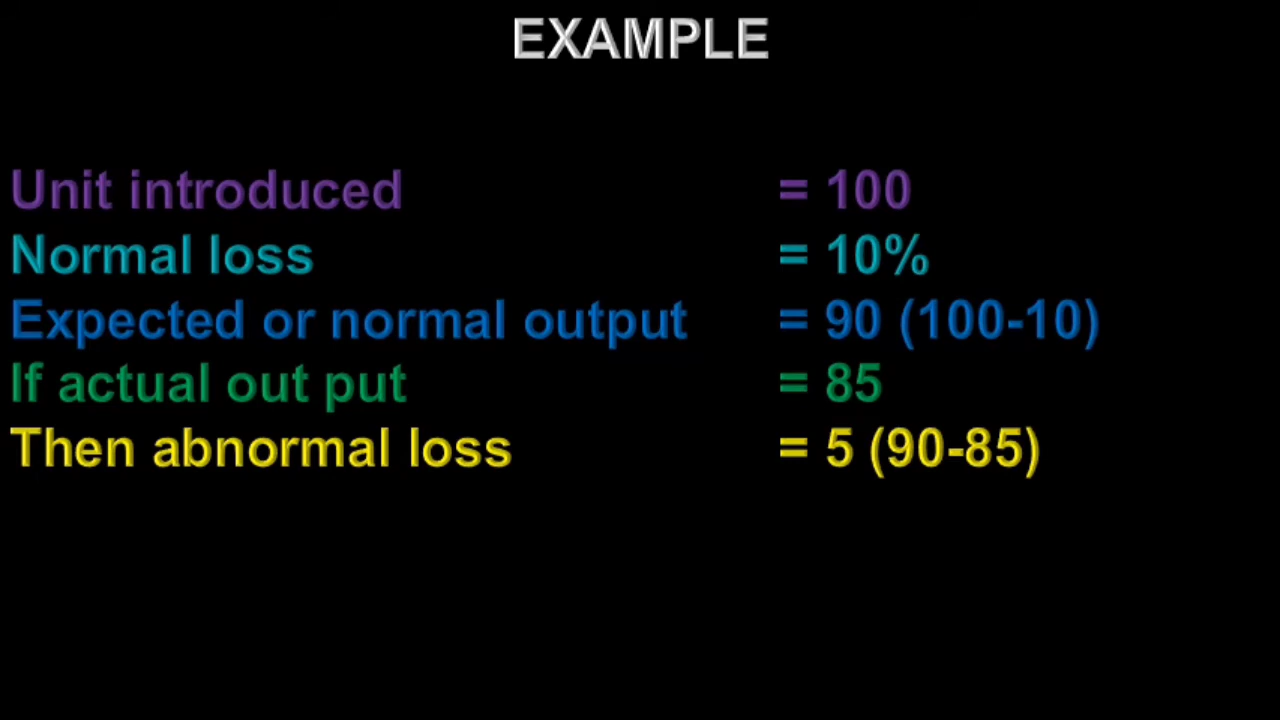 EXAMPLE
Unit introduced = 100
Normal loss = 10%
Expected or normal output = 90 (100-10)
If actual out put = 85
Then abnormal loss = 5 (90-85)